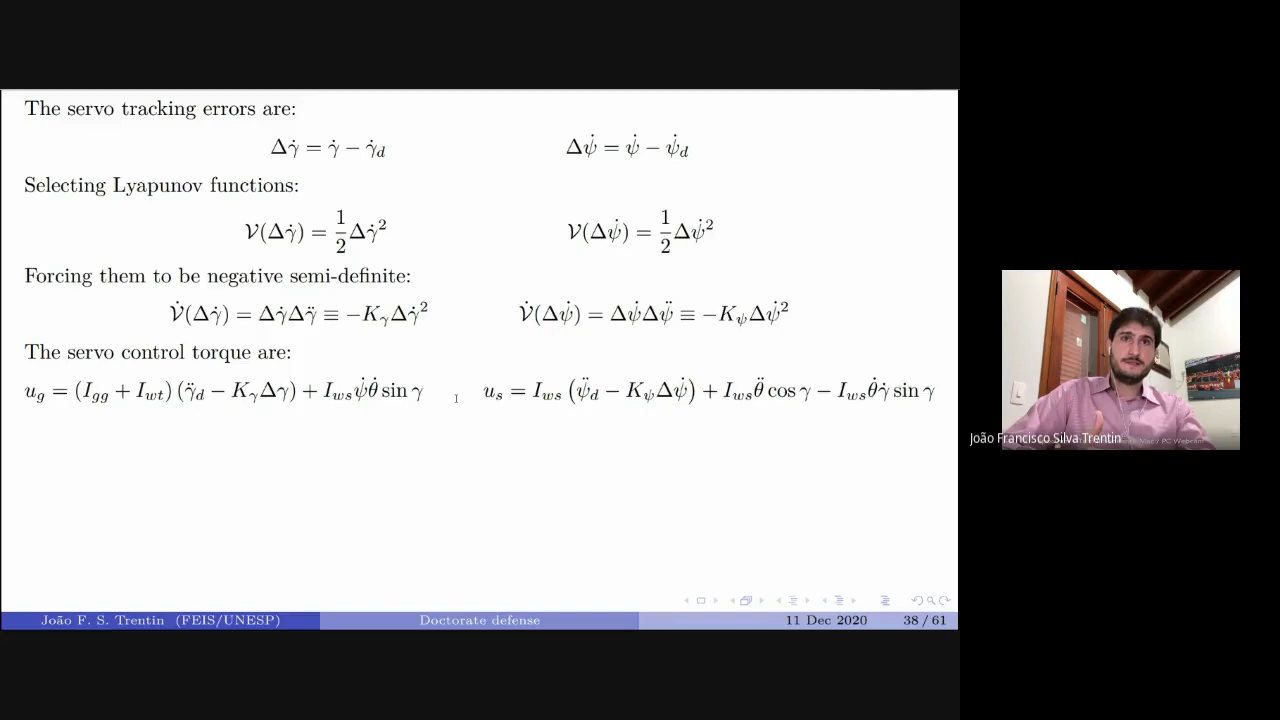 The servo tracking errors are:
Δγ̇ = γ̇ − γ̇_d    Δψ̇ = ψ̇ − ψ̇_d
Selecting Lyapunov functions:
𝒱(Δγ̇) = 1/2 Δγ̇²    𝒱(Δψ̇) = 1/2 Δψ̇²
Forcing them to be negative semi-definite:
𝒱̇(Δγ̇) = Δγ̇Δγ̈ ≡ −K_γΔγ̇²    𝒱̇(Δψ̇) = Δψ̇Δψ̈ ≡ −K_ψΔψ̇²
The servo control torque are:
u_g = (I_gg + I_wt) (γ̈_d − K_γΔγ) + I_wsψ̇θ̇ sin γ    u_s = I_ws (ψ̈_d − K_ψΔψ̇) + I_wsθ̈ cos γ − I_wsθ̇γ̇ sin γ
João F. S. Trentin (FEIS/UNESP)    Doctorate defense    11 Dec 2020    38 / 61
João Francisco Silva Trentin